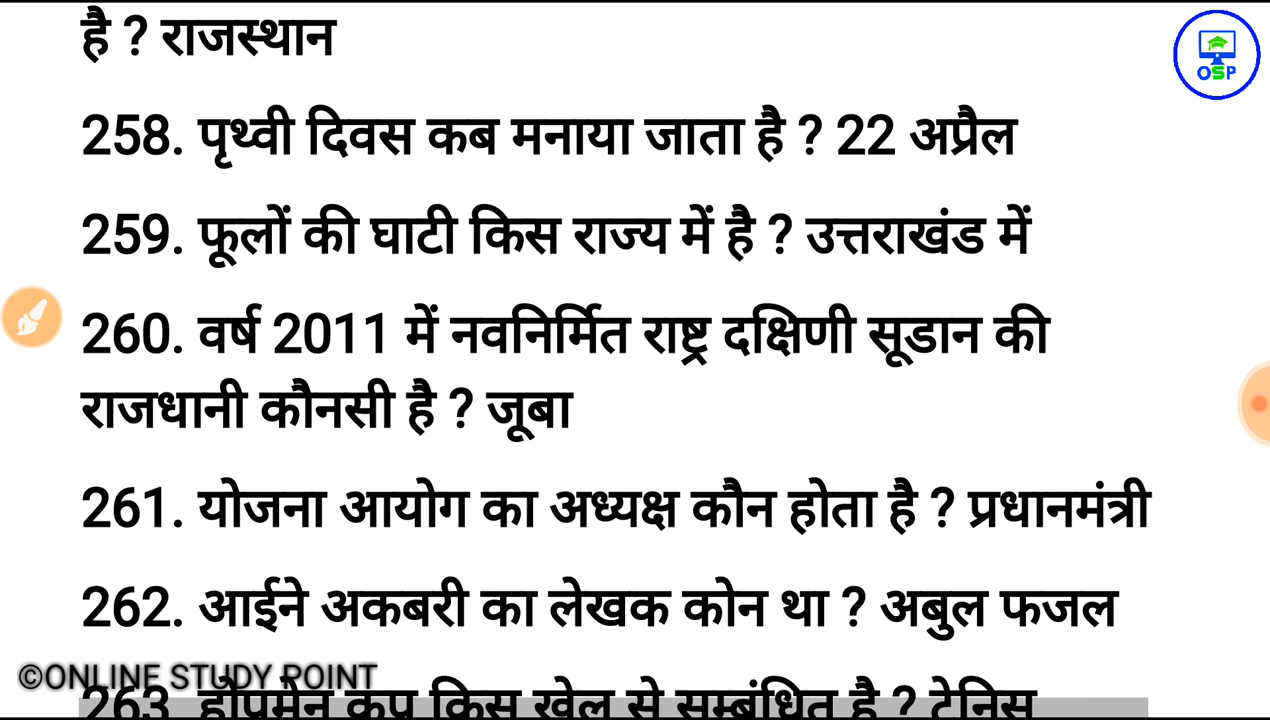 है ? राजस्थान
OSP
258. पृथ्वी दिवस कब मनाया जाता है ? 22 अप्रैल
259. फूलों की घाटी किस राज्य में है ? उत्तराखंड में
260. वर्ष 2011 में नवनिर्मित राष्ट्र दक्षिणी सूडान की
राजधानी कौनसी है ? जूबा
261. योजना आयोग का अध्यक्ष कौन होता है ? प्रधानमंत्री
262. आईने अकबरी का लेखक कोन था ? अबुल फजल
©ONLINE STUDY POINT
263. होपमेन कप किस खेल से सम्बंधित है ? टेनिस